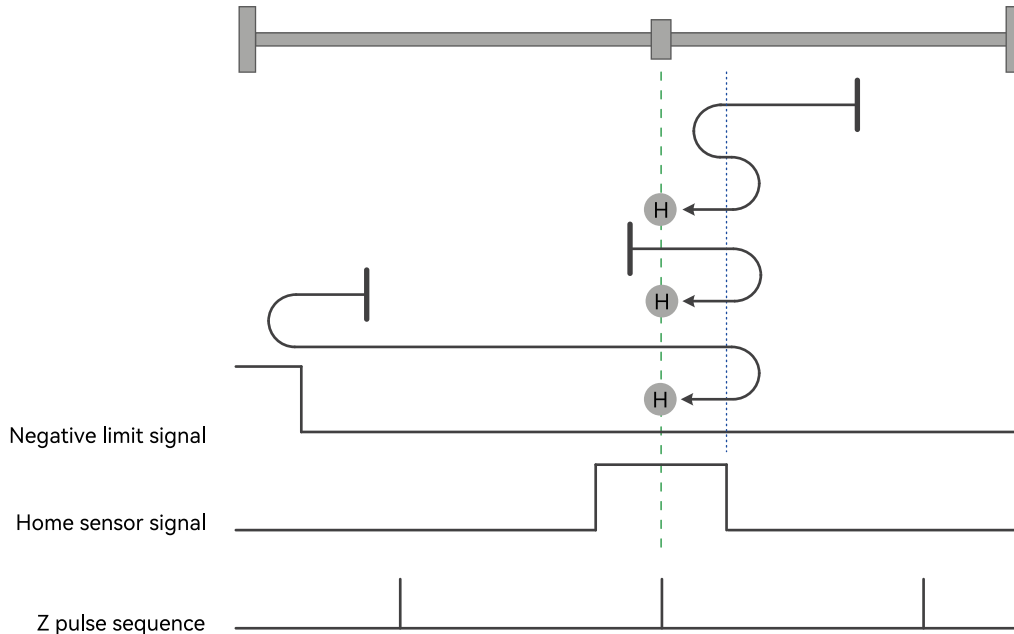 H
H
H
Negative limit signal
Home sensor signal
Z pulse sequence